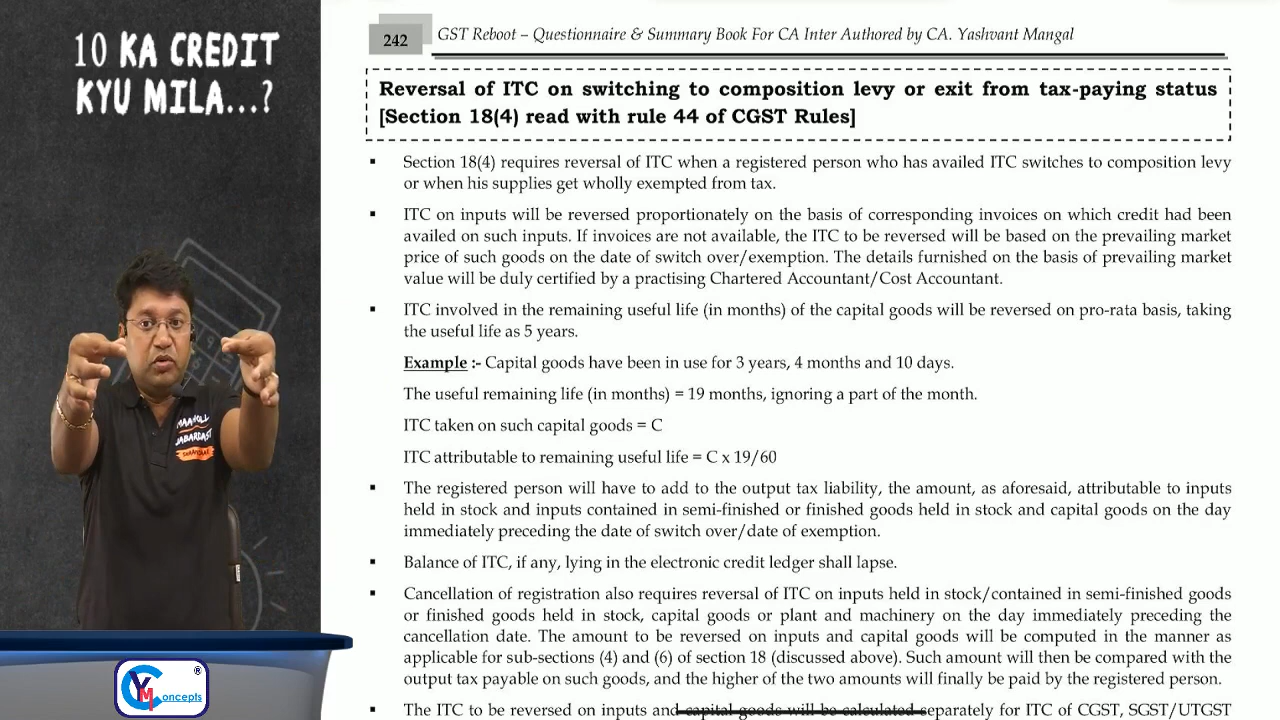 10 KA CREDIT
KYU MILA...?
242
GST Reboot – Questionnaire & Summary Book For CA Inter Authored by CA. Yashvant Mangal
Reversal of ITC on switching to composition levy or exit from tax-paying status
[Section 18(4) read with rule 44 of CGST Rules]
▪ Section 18(4) requires reversal of ITC when a registered person who has availed ITC switches to composition levy
or when his supplies get wholly exempted from tax.
▪ ITC on inputs will be reversed proportionately on the basis of corresponding invoices on which credit had been
availed on such inputs. If invoices are not available, the ITC to be reversed will be based on the prevailing market
price of such goods on the date of switch over/exemption. The details furnished on the basis of prevailing market
value will be duly certified by a practising Chartered Accountant/Cost Accountant.
▪ ITC involved in the remaining useful life (in months) of the capital goods will be reversed on pro-rata basis, taking
the useful life as 5 years.
Example :- Capital goods have been in use for 3 years, 4 months and 10 days.
The useful remaining life (in months) = 19 months, ignoring a part of the month.
ITC taken on such capital goods = C
ITC attributable to remaining useful life = C x 19/60
▪ The registered person will have to add to the output tax liability, the amount, as aforesaid, attributable to inputs
held in stock and inputs contained in semi-finished or finished goods held in stock and capital goods on the day
immediately preceding the date of switch over/date of exemption.
▪ Balance of ITC, if any, lying in the electronic credit ledger shall lapse.
▪ Cancellation of registration also requires reversal of ITC on inputs held in stock/contained in semi-finished goods
or finished goods held in stock, capital goods or plant and machinery on the day immediately preceding the
cancellation date. The amount to be reversed on inputs and capital goods will be computed in the manner as
applicable for sub-sections (4) and (6) of section 18 (discussed above). Such amount will then be compared with the
output tax payable on such goods, and the higher of the two amounts will finally be paid by the registered person.
▪ The ITC to be reversed on inputs and capital goods will be calculated separately for ITC of CGST, SGST/UTGST
JABARDAST
YM Concepts ®